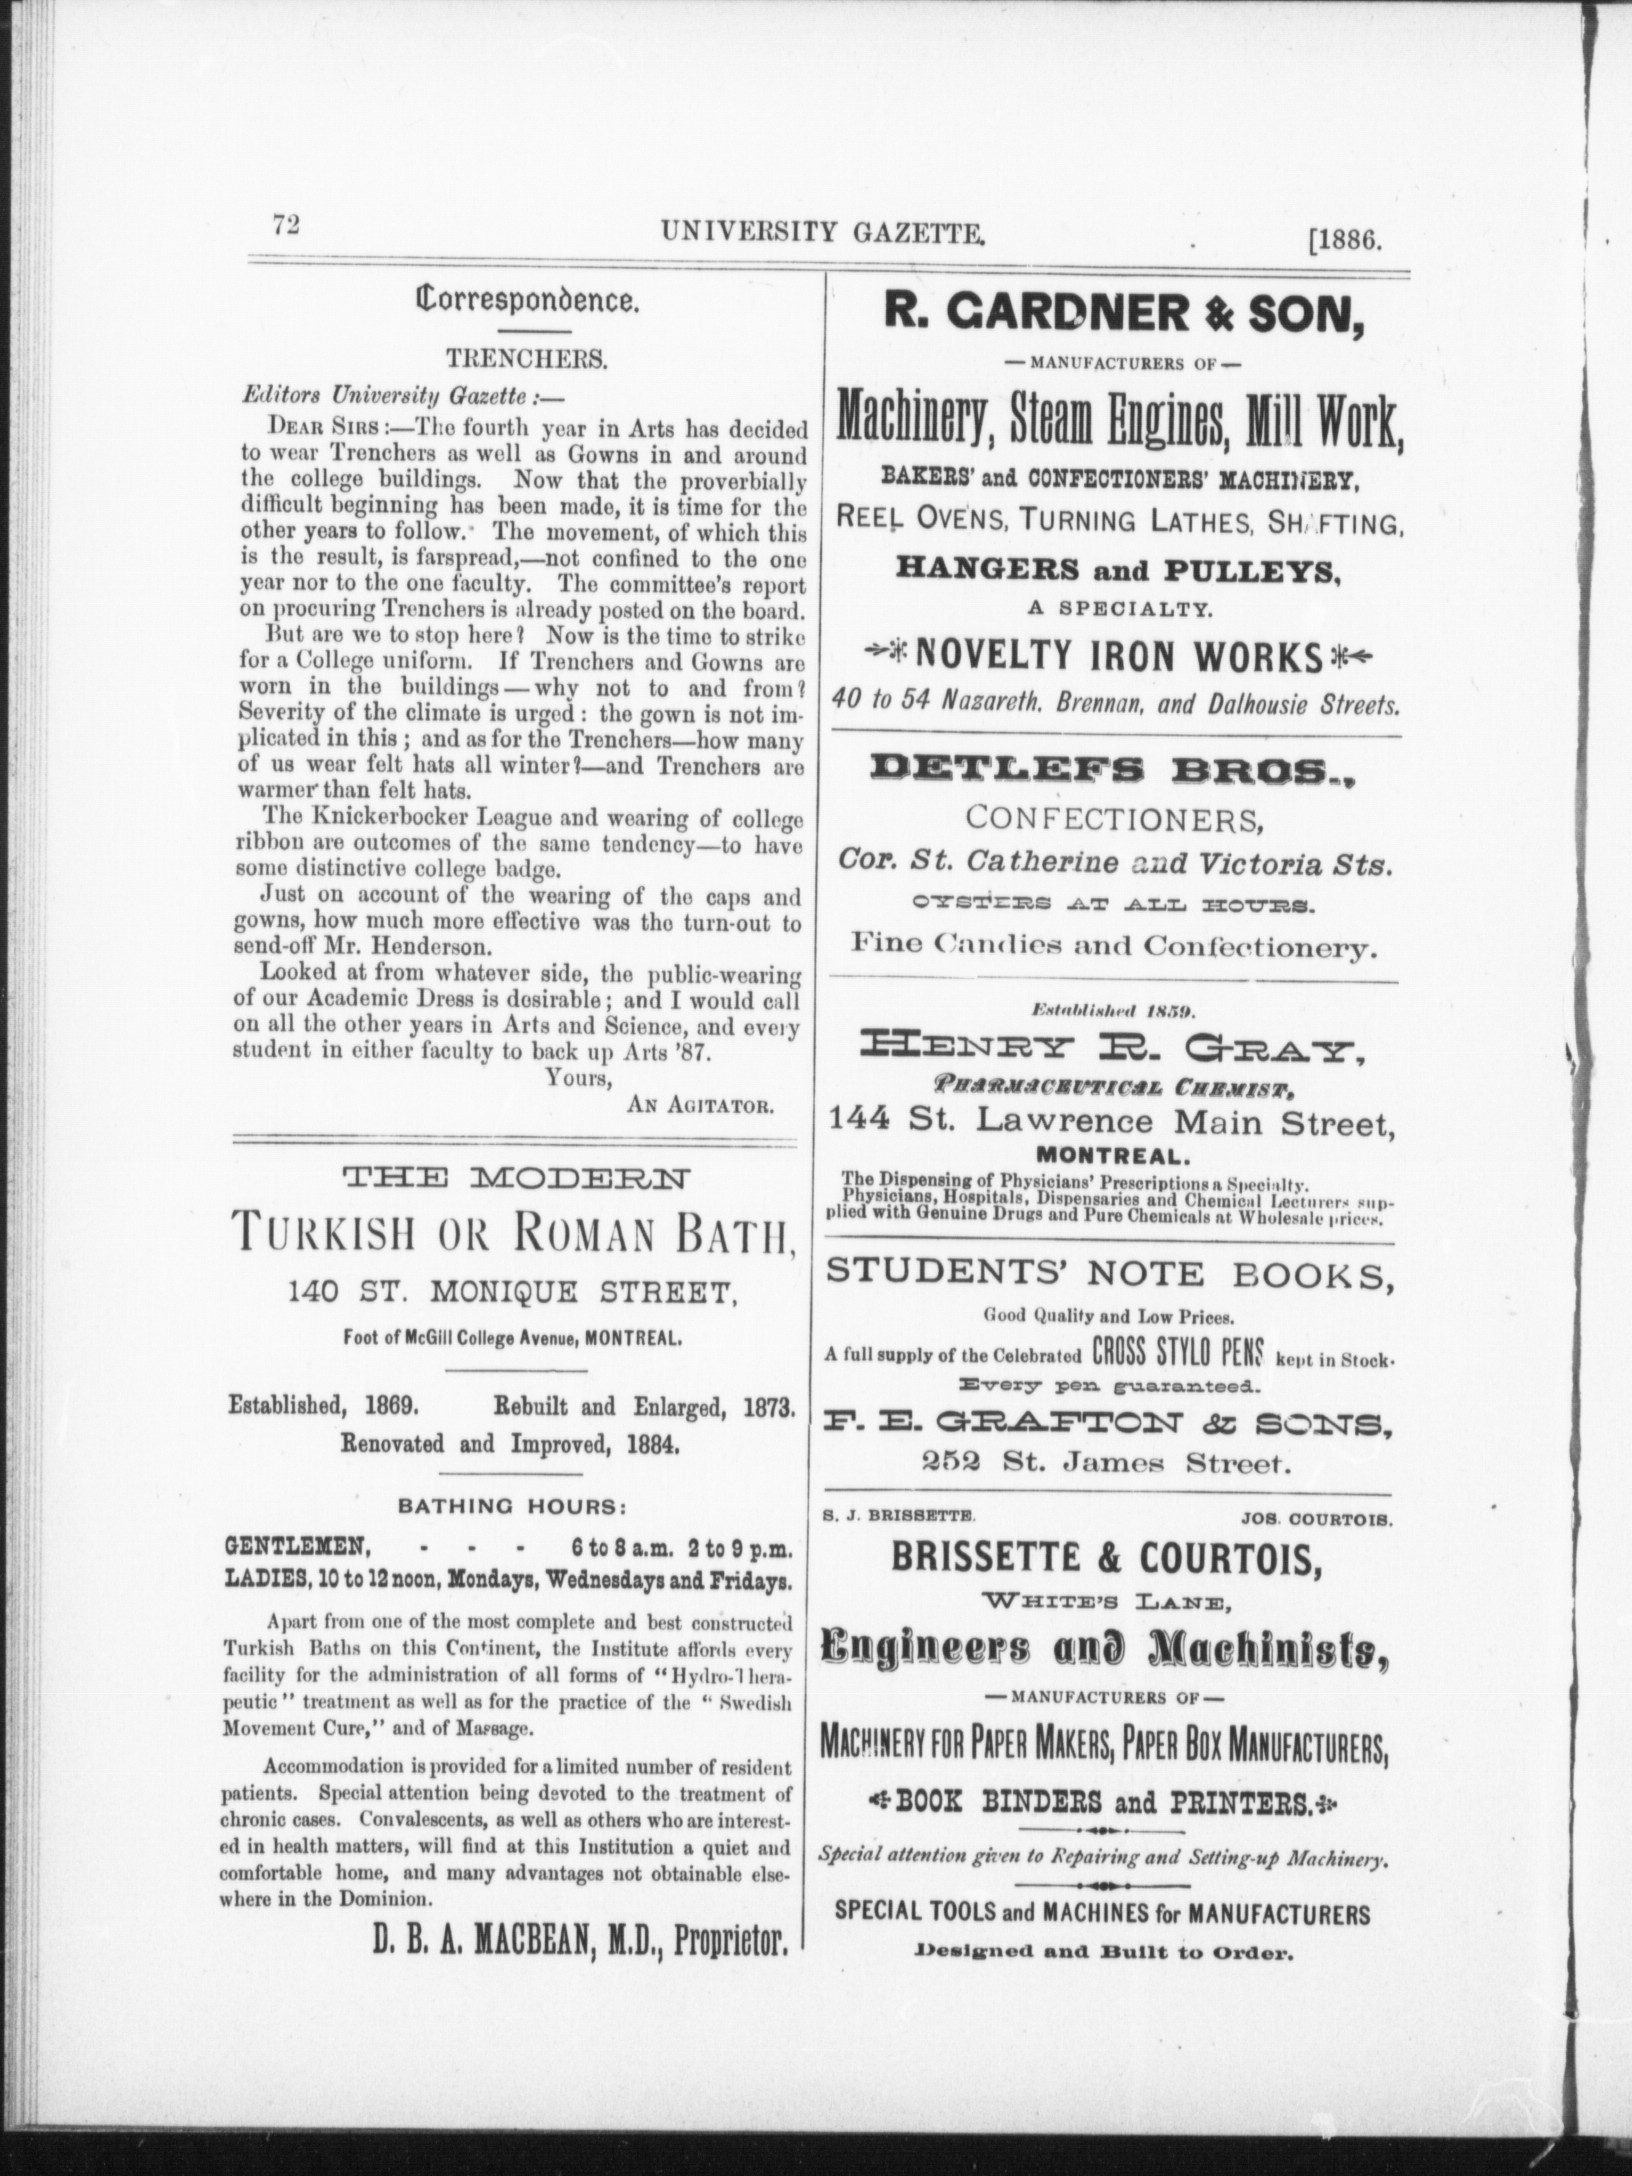 72
UNIVERSITY GAZETTE.
[1886.
Correspondence.
TRENCHERS.
Editors University Gazette :—
DEAR SIRS :—The fourth year in Arts has decided
to wear Trenchers as well as Gowns in and around
the college buildings. Now that the proverbially
difficult beginning has been made, it is time for the
other years to follow. The movement, of which this
is the result, is farspread,—not confined to the one
year nor to the one faculty. The committee's report
on procuring Trenchers is already posted on the board.
But are we to stop here? Now is the time to strike
for a College uniform. If Trenchers and Gowns are
worn in the buildings—why not to and from?
Severity of the climate is urged : the gown is not im-
plicated in this ; and as for the Trenchers—how many
of us wear felt hats all winter?—and Trenchers are
warmer than felt hats.
The Knickerbocker League and wearing of college
ribbon are outcomes of the same tendency—to have
some distinctive college badge.
Just on account of the wearing of the caps and
gowns, how much more effective was the turn-out to
send-off Mr. Henderson.
Looked at from whatever side, the public-wearing
of our Academic Dress is desirable ; and I would call
on all the other years in Arts and Science, and every
student in either faculty to back up Arts '87.
Yours,
AN AGITATOR.
THE MODERN
TURKISH OR ROMAN BATH,
140 ST. MONIQUE STREET,
Foot of McGill College Avenue, MONTREAL.
Established, 1869. Rebuilt and Enlarged, 1873.
Renovated and Improved, 1884.
BATHING HOURS:
GENTLEMEN, - - - 6 to 8 a.m. 2 to 9 p.m.
LADIES, 10 to 12 noon, Mondays, Wednesdays and Fridays.
Apart from one of the most complete and best constructed
Turkish Baths on this Continent, the Institute affords every
facility for the administration of all forms of "Hydro-Thera-
peutic" treatment as well as for the practice of the "Swedish
Movement Cure," and of Massage.
Accommodation is provided for a limited number of resident
patients. Special attention being devoted to the treatment of
chronic cases. Convalescents, as well as others who are interest-
ed in health matters, will find at this Institution a quiet and
comfortable home, and many advantages not obtainable else-
where in the Dominion.
D. B. A. MACBEAN, M.D., Proprietor.
R. GARDNER & SON,
—MANUFACTURERS OF—
Machinery, Steam Engines, Mill Work,
BAKERS' and CONFECTIONERS' MACHINERY,
REEL OVENS, TURNING LATHES, SHAFTING,
HANGERS and PULLEYS,
A SPECIALTY.
NOVELTY IRON WORKS
40 to 54 Nazareth, Brennan, and Dalhousie Streets.
DETLEFS BROS.,
CONFECTIONERS,
Cor. St. Catherine and Victoria Sts.
OYSTERS AT ALL HOURS.
Fine Candies and Confectionery.
Established 1859.
HENRY R. GRAY,
PHARMACEUTICAL CHEMIST,
144 St. Lawrence Main Street,
MONTREAL.
The Dispensing of Physicians' Prescriptions a Specialty.
Physicians, Hospitals, Dispensaries and Chemical Lecturers sup-
plied with Genuine Drugs and Pure Chemicals at Wholesale prices.
STUDENTS' NOTE BOOKS,
Good Quality and Low Prices.
A full supply of the Celebrated CROSS STYLO PENS kept in Stock.
Every pen guaranteed.
F. E. GRAFTON & SONS,
252 St. James Street.
S. J. BRISSETTE. JOS. COURTOIS.
BRISSETTE & COURTOIS,
WHITE'S LANE,
Engineers and Machinists,
—MANUFACTURERS OF—
MACHINERY FOR PAPER MAKERS, PAPER BOX MANUFACTURERS,
BOOK BINDERS and PRINTERS.
Special attention given to Repairing and Setting-up Machinery.
SPECIAL TOOLS and MACHINES for MANUFACTURERS
Designed and Built to Order.